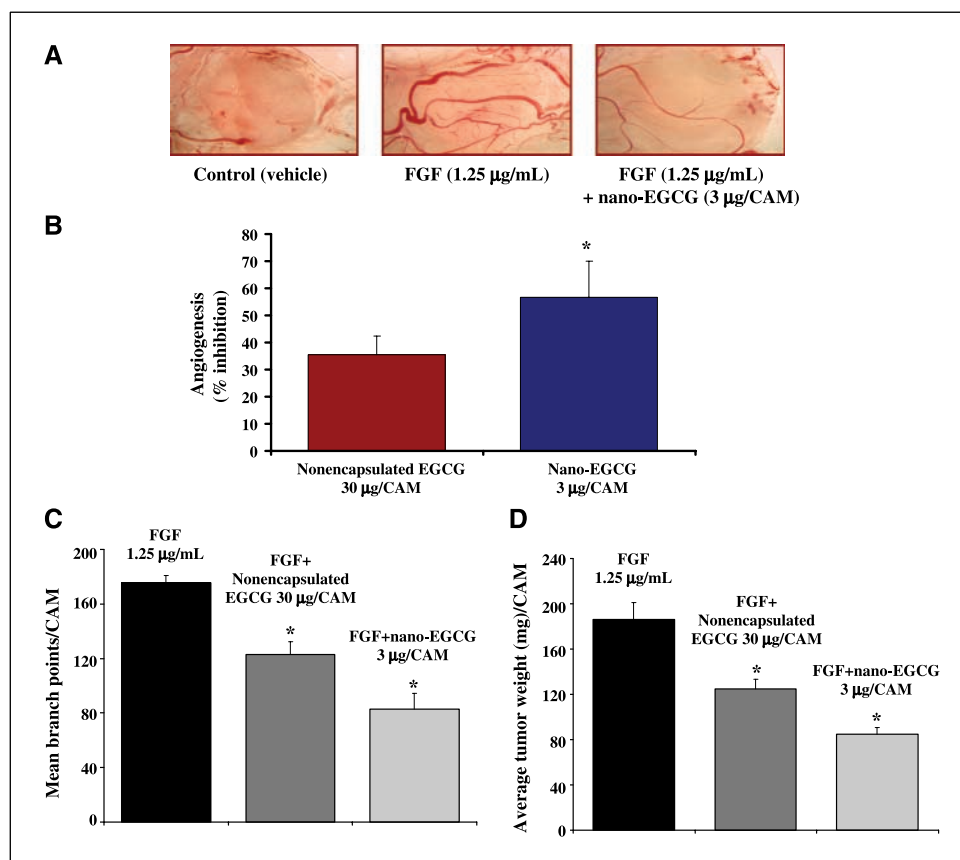 A
Control (vehicle)
FGF (1.25 μg/mL)
FGF (1.25 μg/mL)
+ nano-EGCG (3 μg/CAM)
B
Angiogenesis
(% inhibition)
80
70
60
50
40
30
20
10
0
*
Nonencapsulated EGCG
30 μg/CAM
Nano-EGCG
3 μg/CAM
C
Mean branch points/CAM
200
160
120
80
40
0
FGF
1.25 μg/mL
FGF+
Nonencapsulated
EGCG 30 μg/CAM
*
FGF+nano-EGCG
3 μg/CAM
*
D
Average tumor weight (mg)/CAM
240
200
160
120
80
40
0
FGF
1.25 μg/mL
FGF+
Nonencapsulated
EGCG 30 μg/CAM
*
FGF+nano-EGCG
3 μg/CAM
*